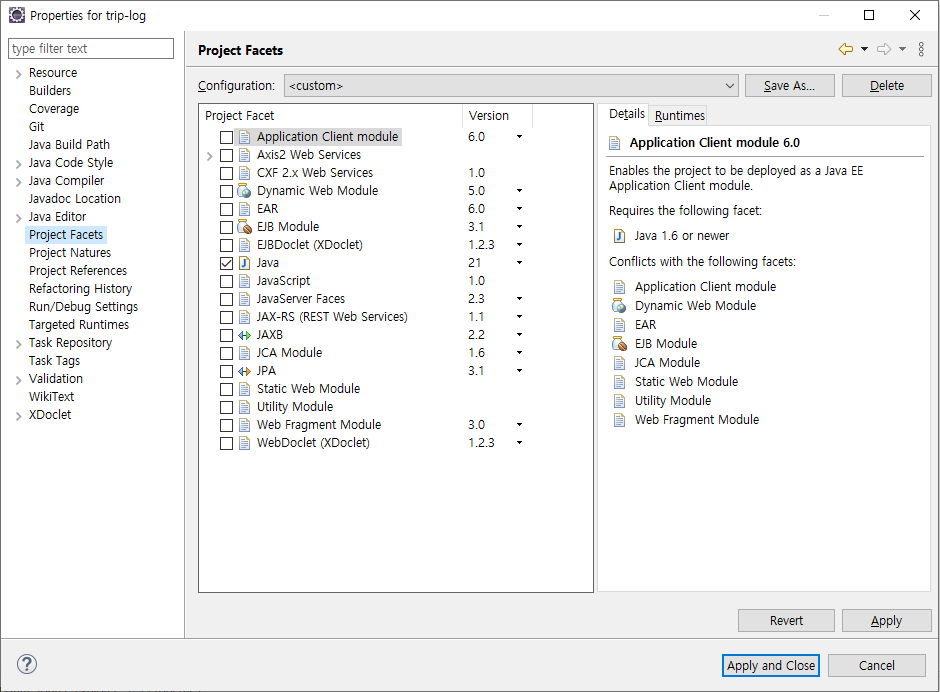 Properties for trip-log
type filter text
Resource
Builders
Coverage
Git
Java Build Path
Java Code Style
Java Compiler
Javadoc Location
Java Editor
Project Facets
Project Natures
Project References
Refactoring History
Run/Debug Settings
Targeted Runtimes
Task Repository
Task Tags
Validation
WikiText
XDoclet
Project Facets
Configuration: <custom> Save As... Delete
Project Facet Version
Application Client module 6.0
Axis2 Web Services
CXF 2.x Web Services 1.0
Dynamic Web Module 5.0
EAR 6.0
EJB Module 3.1
EJBDoclet (XDoclet) 1.2.3
Java 21
JavaScript 1.0
JavaServer Faces 2.3
JAX-RS (REST Web Services) 1.1
JAXB 2.2
JCA Module 1.6
JPA 3.1
Static Web Module
Utility Module
Web Fragment Module 3.0
WebDoclet (XDoclet) 1.2.3
Details Runtimes
Application Client module 6.0
Enables the project to be deployed as a Java EE
Application Client module.
Requires the following facet:
Java 1.6 or newer
Conflicts with the following facets:
Application Client module
Dynamic Web Module
EAR
EJB Module
JCA Module
Static Web Module
Utility Module
Web Fragment Module
Revert Apply
? Apply and Close Cancel